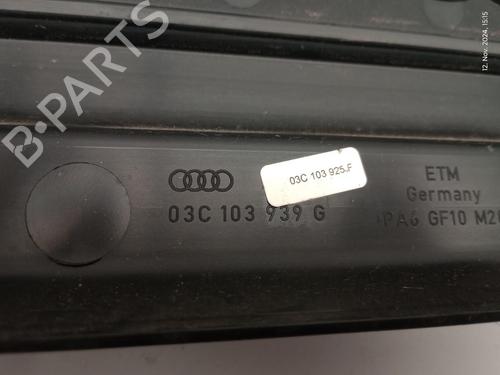 12. Nov. 2024, 15:15
B-PARTS
03C 103 925.F
03C 103 939 G
ETM
Germany
>PA6 GF10 M2